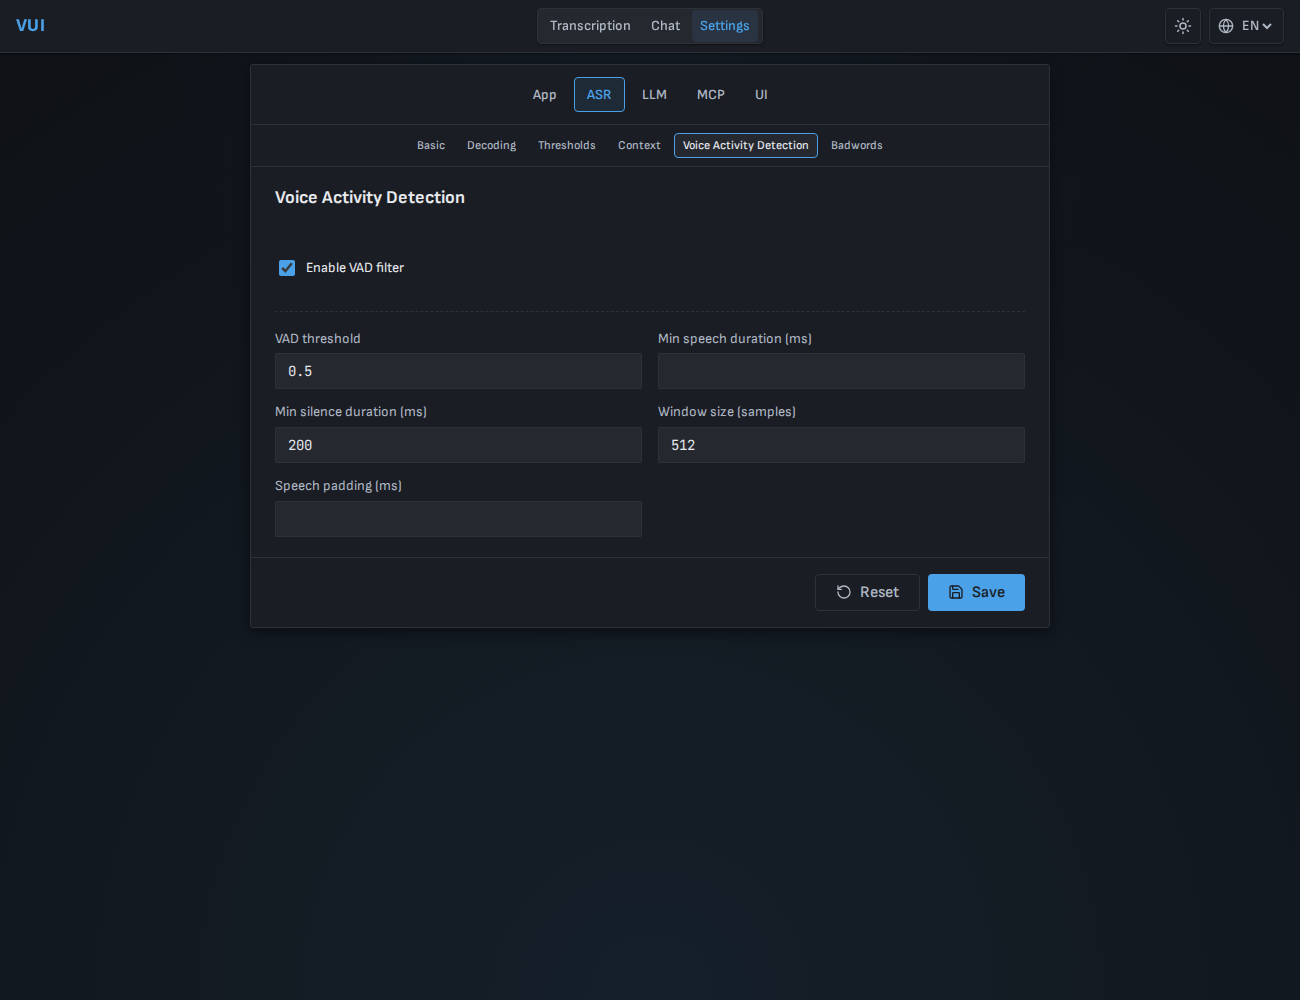 VUI
Transcription Chat Settings
EN
App ASR LLM MCP UI
Basic Decoding Thresholds Context Voice Activity Detection Badwords
Voice Activity Detection
Enable VAD filter
VAD threshold
Min speech duration (ms)
0.5
Min silence duration (ms)
Window size (samples)
200
512
Speech padding (ms)
Reset
Save